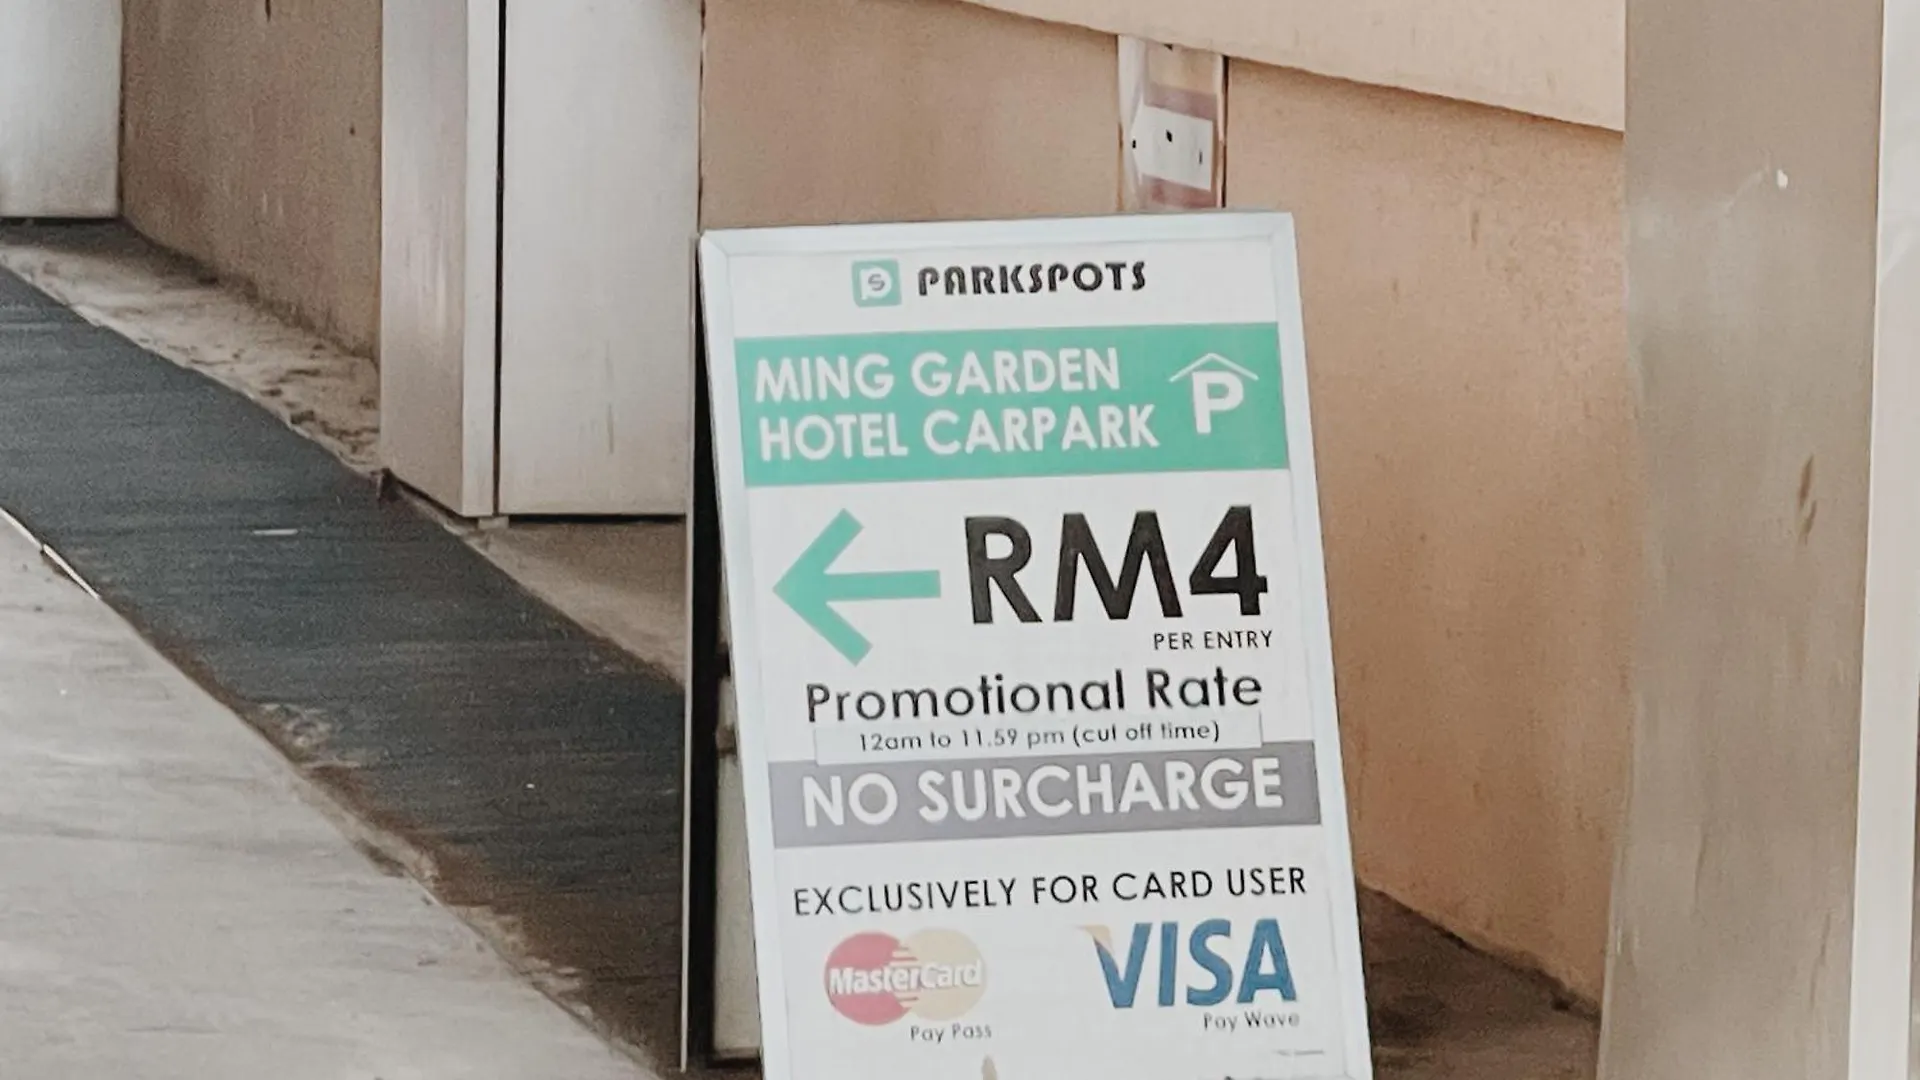 PARKSPOTS
MING GARDEN
HOTEL CARPARK
P
RM4
PER ENTRY
Promotional Rate
12am to 11.59 pm (cut off time)
NO SURCHARGE
EXCLUSIVELY FOR CARD USER
MasterCard
Pay Pass
VISA
Pay Wave